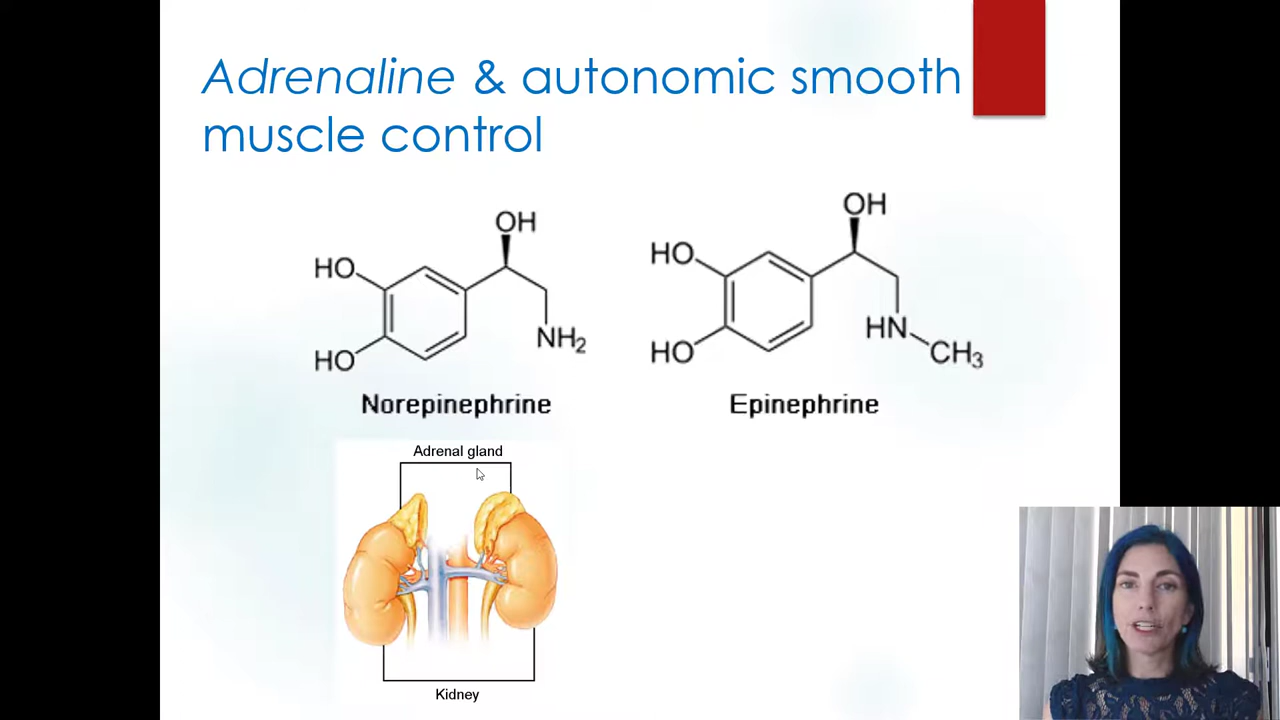 Adrenaline & autonomic smooth
muscle control
OH
HO
HO
NH2
Norepinephrine
OH
HO
HO
HN
CH3
Epinephrine
Adrenal gland
Kidney